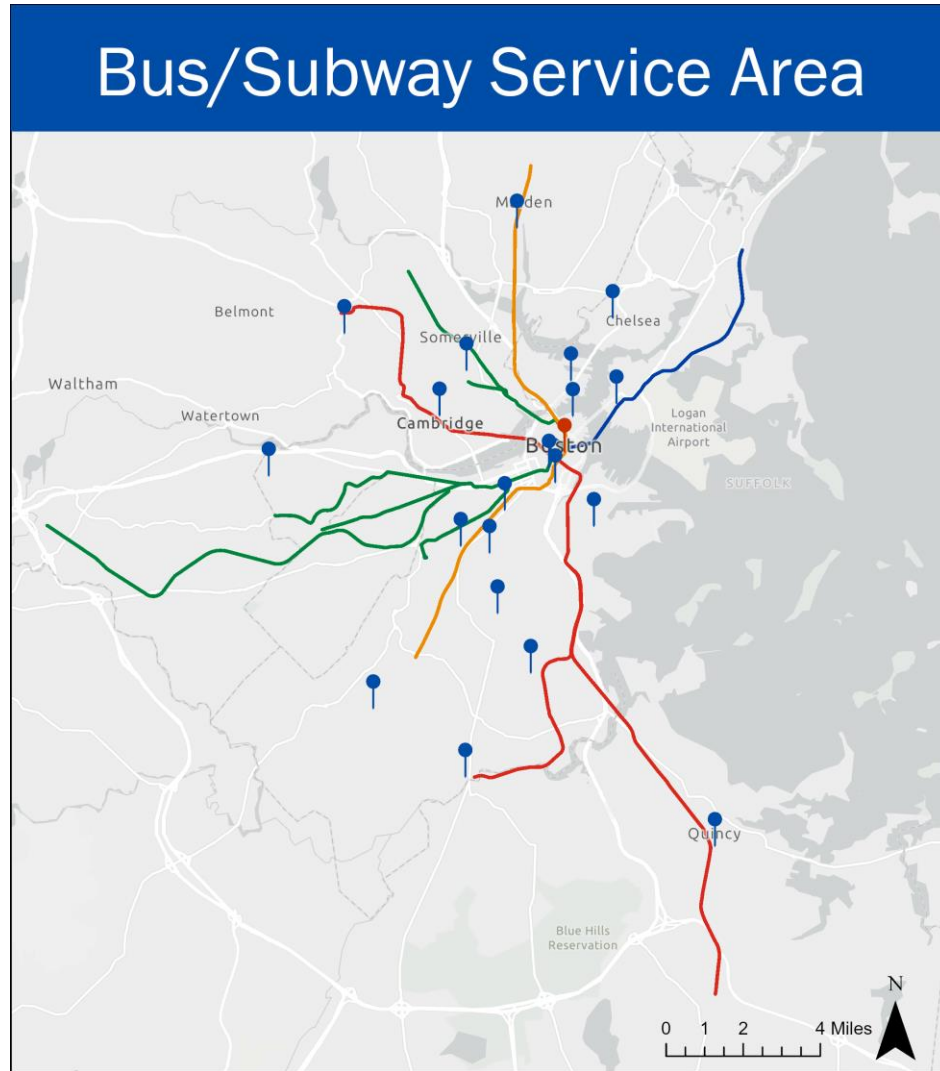 Bus/Subway Service Area
Malden
Belmont
Chelsea
Somerville
Waltham
Watertown
Cambridge
Logan
International
Airport
Boston
SUFFOLK
Quincy
Blue Hills
Reservation
N
0 1 2 4 Miles